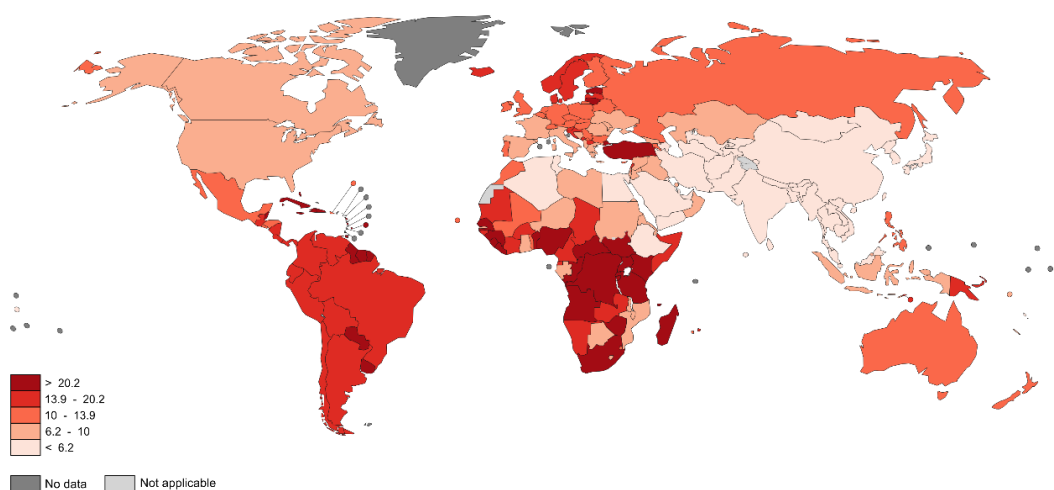 > 20.2
13.9 - 20.2
10 - 13.9
6.2 - 10
< 6.2
No data
Not applicable